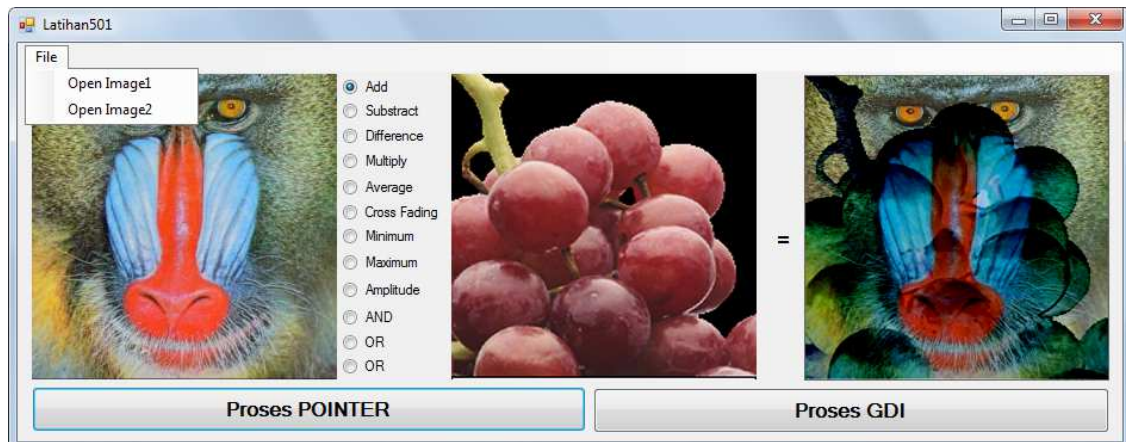 Latihan501
File
Open Image1
Open Image2
Add
Substract
Difference
Multiply
Average
Cross Fading
Minimum
Maximum
Amplitude
AND
OR
OR
=
Proses POINTER
Proses GDI